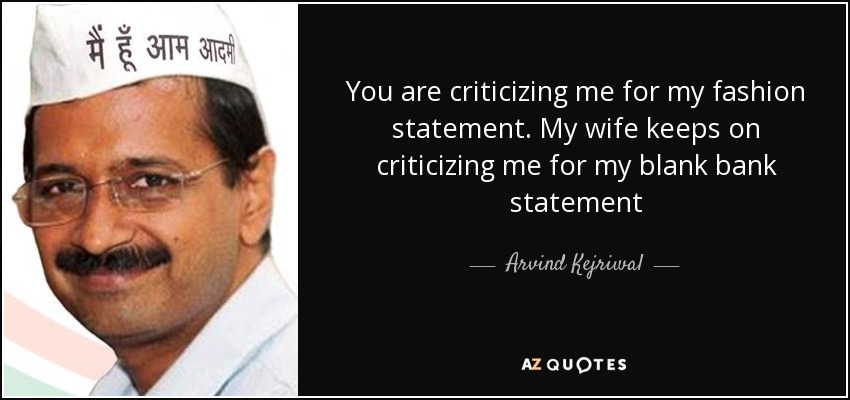 मैं हूँ आम आदमी
You are criticizing me for my fashion
statement. My wife keeps on
criticizing me for my blank bank
statement
Arvind Kejriwal
AZ QUOTES